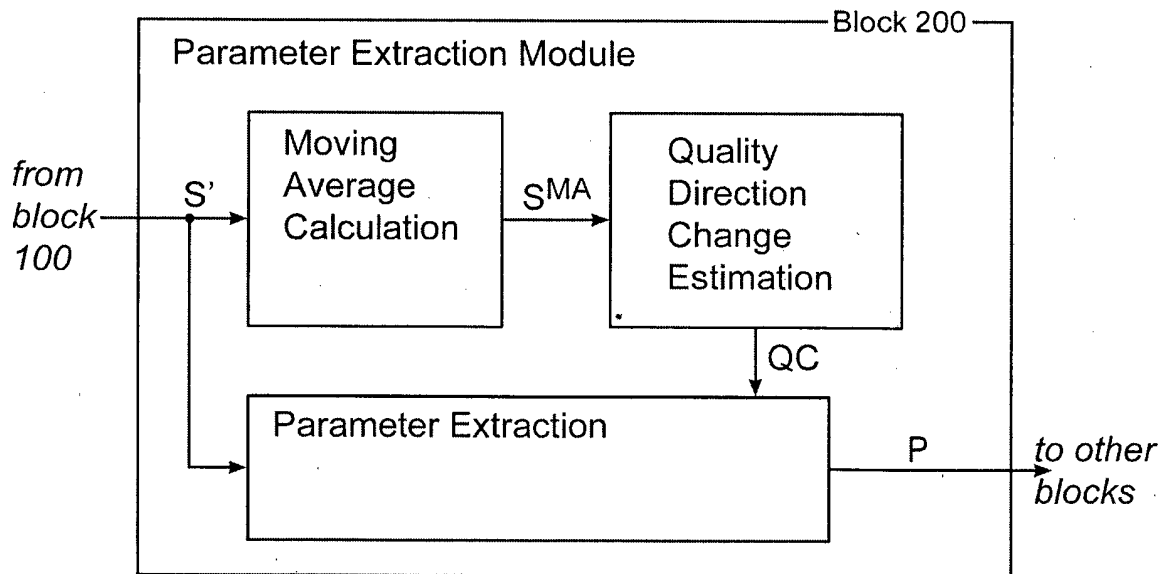 Block 200
Parameter Extraction Module
from
block
100
S'
Moving
Average
Calculation
SMA
Quality
Direction
Change
Estimation
QC
Parameter Extraction
P
to other
blocks